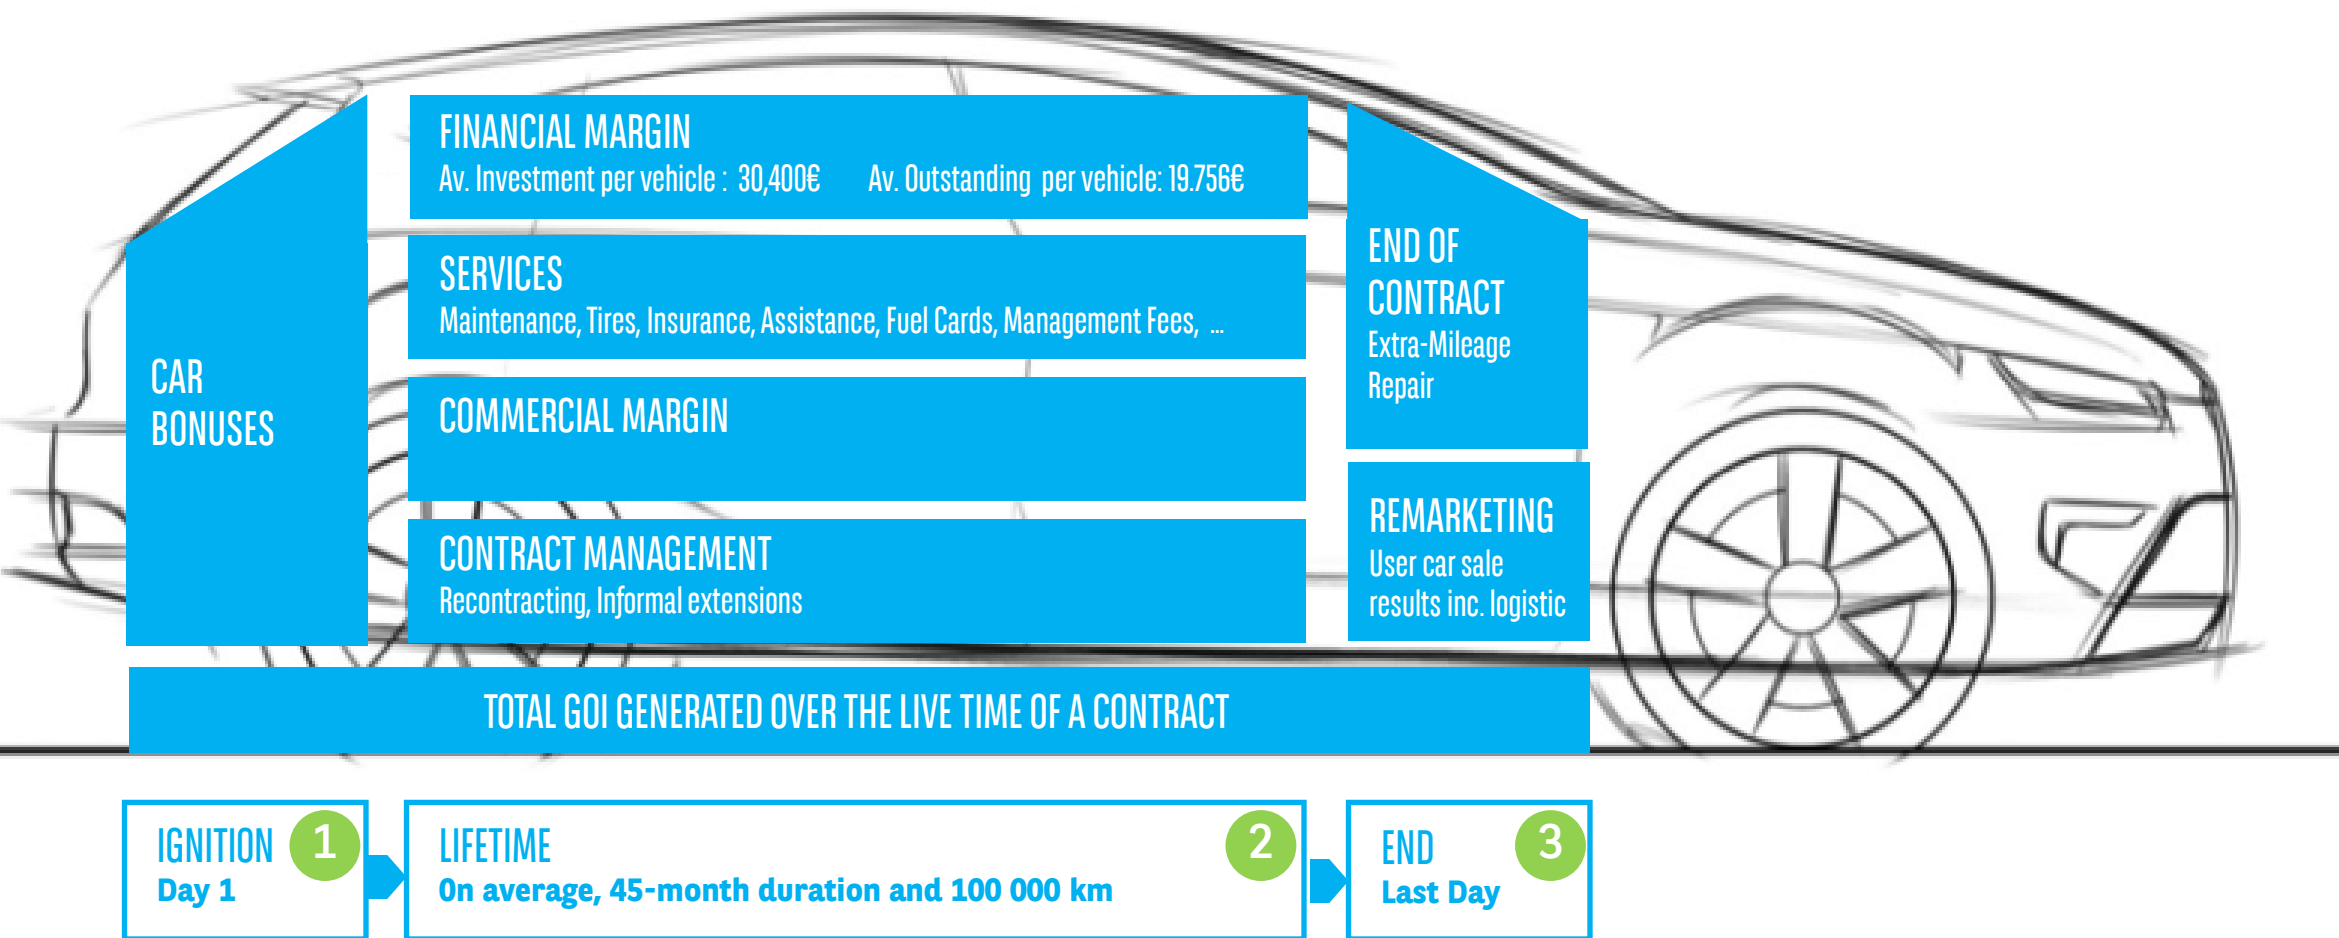 CAR
BONUSES
FINANCIAL MARGIN
Av. Investment per vehicle : 30,400€ Av. Outstanding per vehicle: 19.756€
SERVICES
Maintenance, Tires, Insurance, Assistance, Fuel Cards, Management Fees, ...
COMMERCIAL MARGIN
CONTRACT MANAGEMENT
Recontracting, Informal extensions
END OF
CONTRACT
Extra-Mileage
Repair
REMARKETING
User car sale
results inc. logistic
TOTAL GOI GENERATED OVER THE LIVE TIME OF A CONTRACT
IGNITION 1
Day 1
LIFETIME 2
On average, 45-month duration and 100 000 km
END 3
Last Day